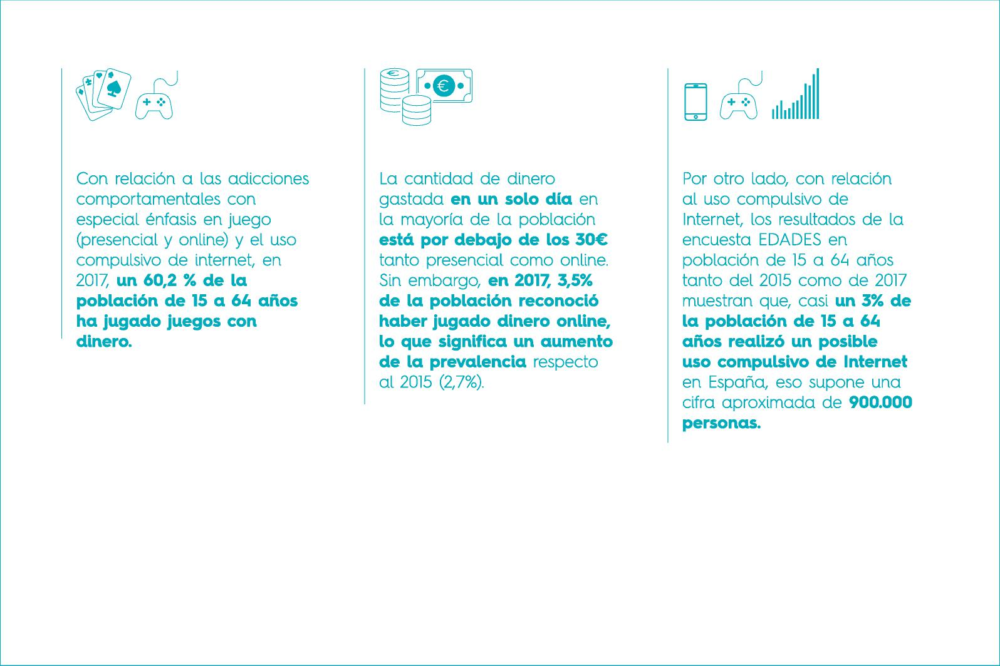 Con relación a las adicciones
comportamentales con
especial énfasis en juego
(presencial y online) y el uso
compulsivo de internet, en
2017, un 60,2 % de la
población de 15 a 64 años
ha jugado juegos con
dinero.
La cantidad de dinero
gastada en un solo día en
la mayoría de la población
está por debajo de los 30€
tanto presencial como online.
Sin embargo, en 2017, 3,5%
de la población reconoció
haber jugado dinero online,
lo que significa un aumento
de la prevalencia respecto
al 2015 (2,7%).
Por otro lado, con relación
al uso compulsivo de
Internet, los resultados de la
encuesta EDADES en
población de 15 a 64 años
tanto del 2015 como de 2017
muestran que, casi un 3% de
la población de 15 a 64
años realizó un posible
uso compulsivo de Internet
en España, eso supone una
cifra aproximada de 900.000
personas.